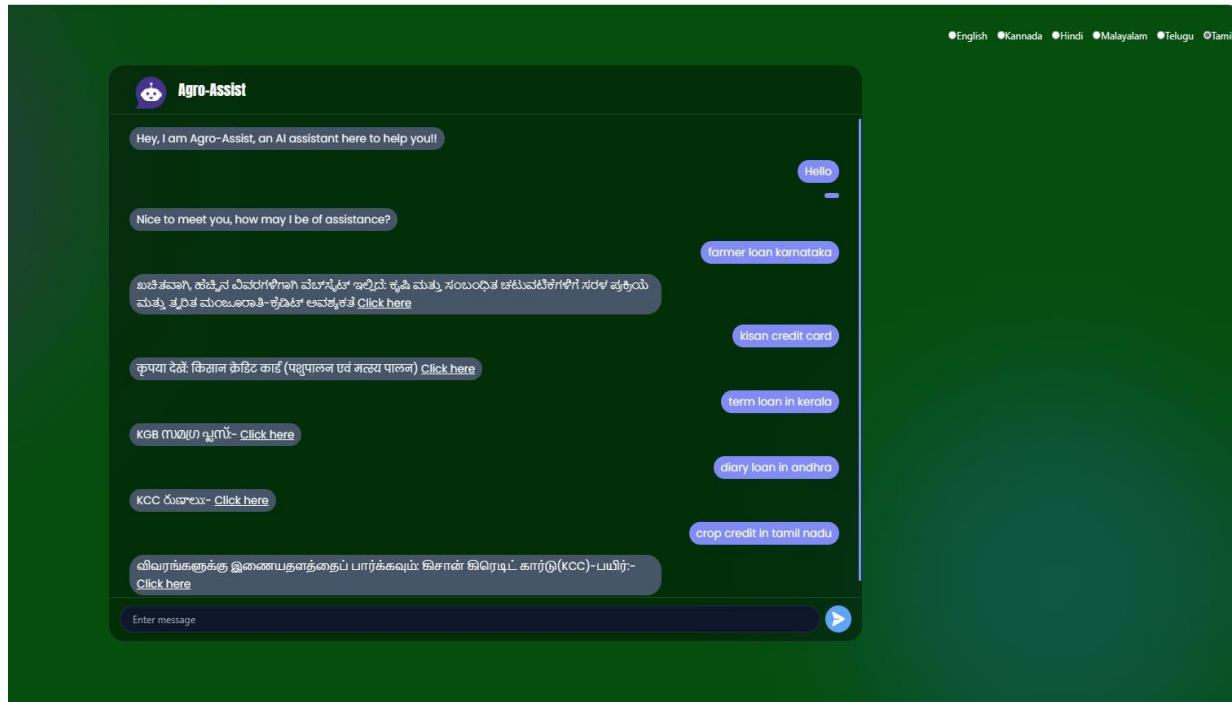 English Kannada Hindi Malayalam Telugu Tamil
Agro-Assist
Hey, I am Agro-Assist, an AI assistant here to help you!!
Hello
Nice to meet you, how may I be of assistance?
farmer loan karnataka
ಖಚಿತವಾಗಿ, ಹೆಚ್ಚಿನ ವಿವರಗಳಿಗಾಗಿ ವೆಬ್‌ಸೈಟ್ ಇಲ್ಲಿದೆ: ಕೃಷಿ ಮತ್ತು ಸಂಬಂಧಿತ ಚಟುವಟಿಕೆಗಳಿಗೆ ಸರಳ ಪ್ರಕ್ರಿಯೆ
ಮತ್ತು ತ್ವರಿತ ಮಂಜೂರಾತಿ-ಕ್ರೆಡಿಟ್ ಅವಶ್ಯಕತೆ Click here
kisan credit card
कृपया देखें: किसान क्रेडिट कार्ड (पशुपालन एवं मत्स्य पालन) Click here
term loan in kerala
KGB സമഗ്ര പ്ലസ്:- Click here
diary loan in andhra
KCC రుణాలు:- Click here
crop credit in tamil nadu
விவரங்களுக்கு இணையதளத்தைப் பார்க்கவும்: கிசான் கிரெடிட் கார்டு(KCC)-பயிர்:-
Click here
Enter message